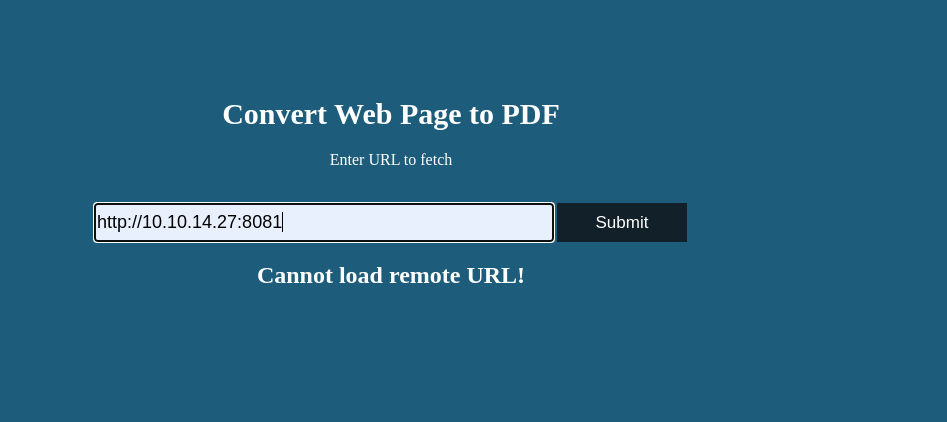 Convert Web Page to PDF
Enter URL to fetch
http://10.10.14.27:8081
Submit
Cannot load remote URL!